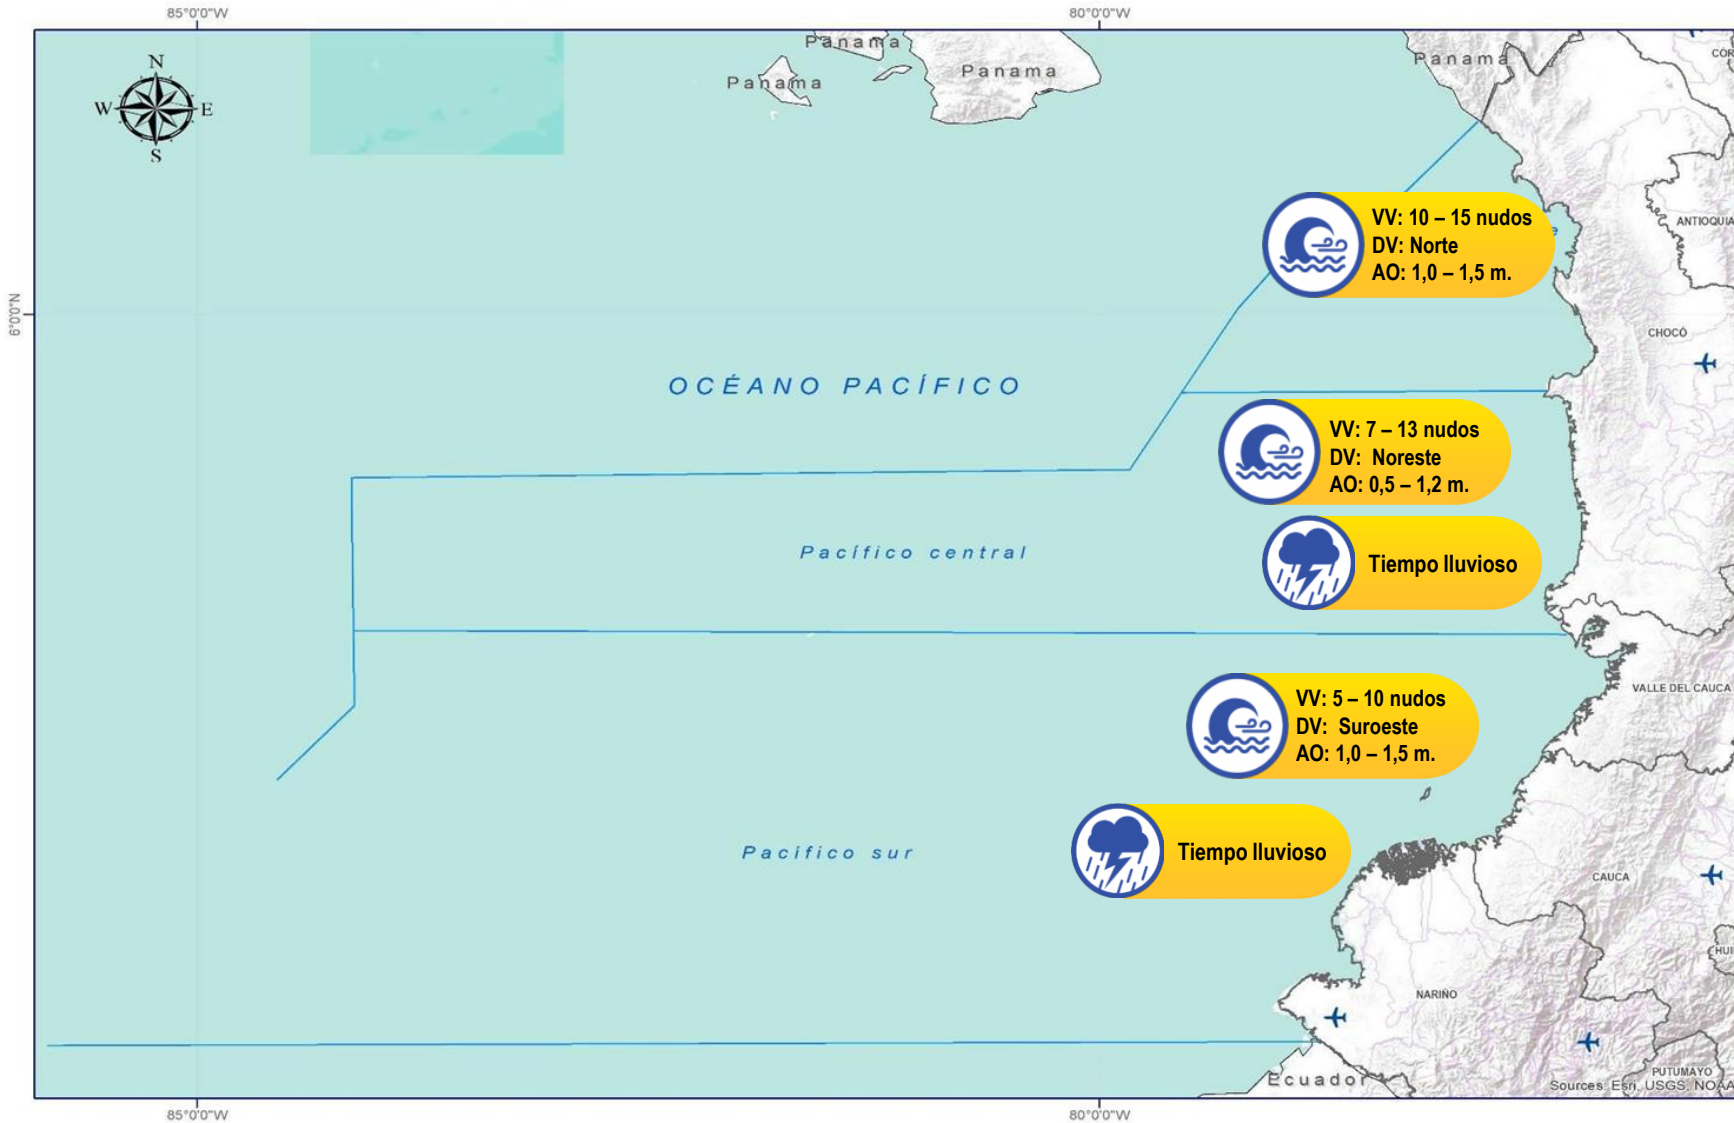 85°0'0"W
80°0'0"W
N
W
E
S
Panama
Panama
Panama
Panama
COR
ANTIOQUIA
VV: 10 – 15 nudos
DV: Norte
AO: 1,0 – 1,5 m.
e
6°0'0"N
CHOCÓ
OCÉANO PACÍFICO
VV: 7 – 13 nudos
DV: Noreste
AO: 0,5 – 1,2 m.
Pacífico central
Tiempo lluvioso
VALLE DEL CAUCA
VV: 5 – 10 nudos
DV: Suroeste
AO: 1,0 – 1,5 m.
Pacífico sur
Tiempo lluvioso
CAUCA
HUI
NARIÑO
PUTUMAYO
Ecuador
Sources: Esri, USGS, NOAA
85°0'0"W
80°0'0"W